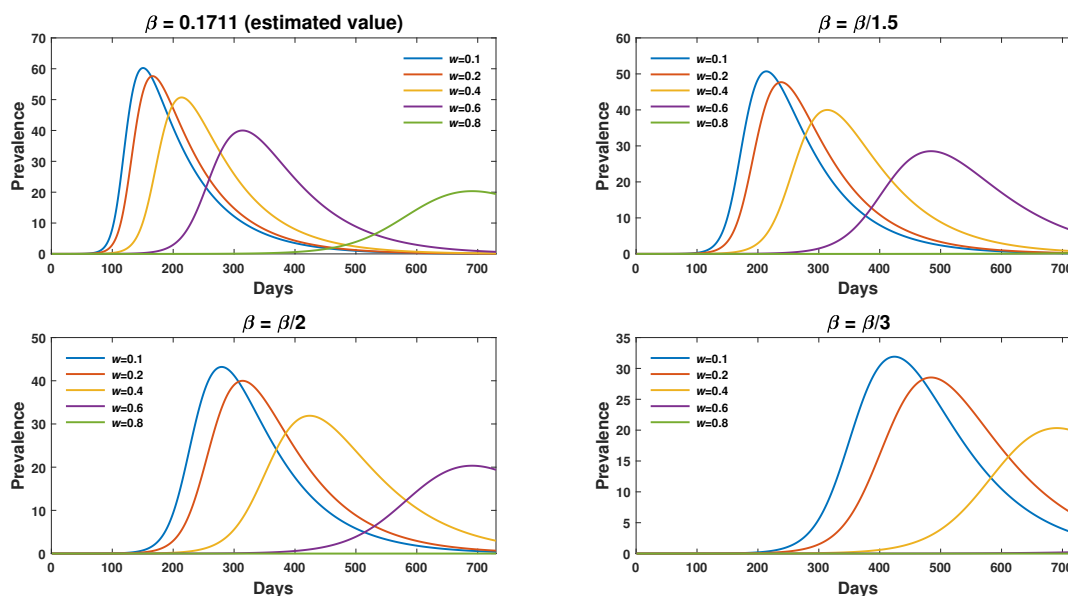 β = 0.1711 (estimated value)
70
60
50
40
30
20
10
0
Prevalence
w=0.1
w=0.2
w=0.4
w=0.6
w=0.8
0 100 200 300 400 500 600 700
Days
β = β/1.5
60
50
40
30
20
10
0
Prevalence
w=0.1
w=0.2
w=0.4
w=0.6
w=0.8
0 100 200 300 400 500 600 700
Days
β = β/2
50
40
30
20
10
0
Prevalence
w=0.1
w=0.2
w=0.4
w=0.6
w=0.8
0 100 200 300 400 500 600 700
Days
β = β/3
35
30
25
20
15
10
5
0
Prevalence
w=0.1
w=0.2
w=0.4
w=0.6
w=0.8
0 100 200 300 400 500 600 700
Days